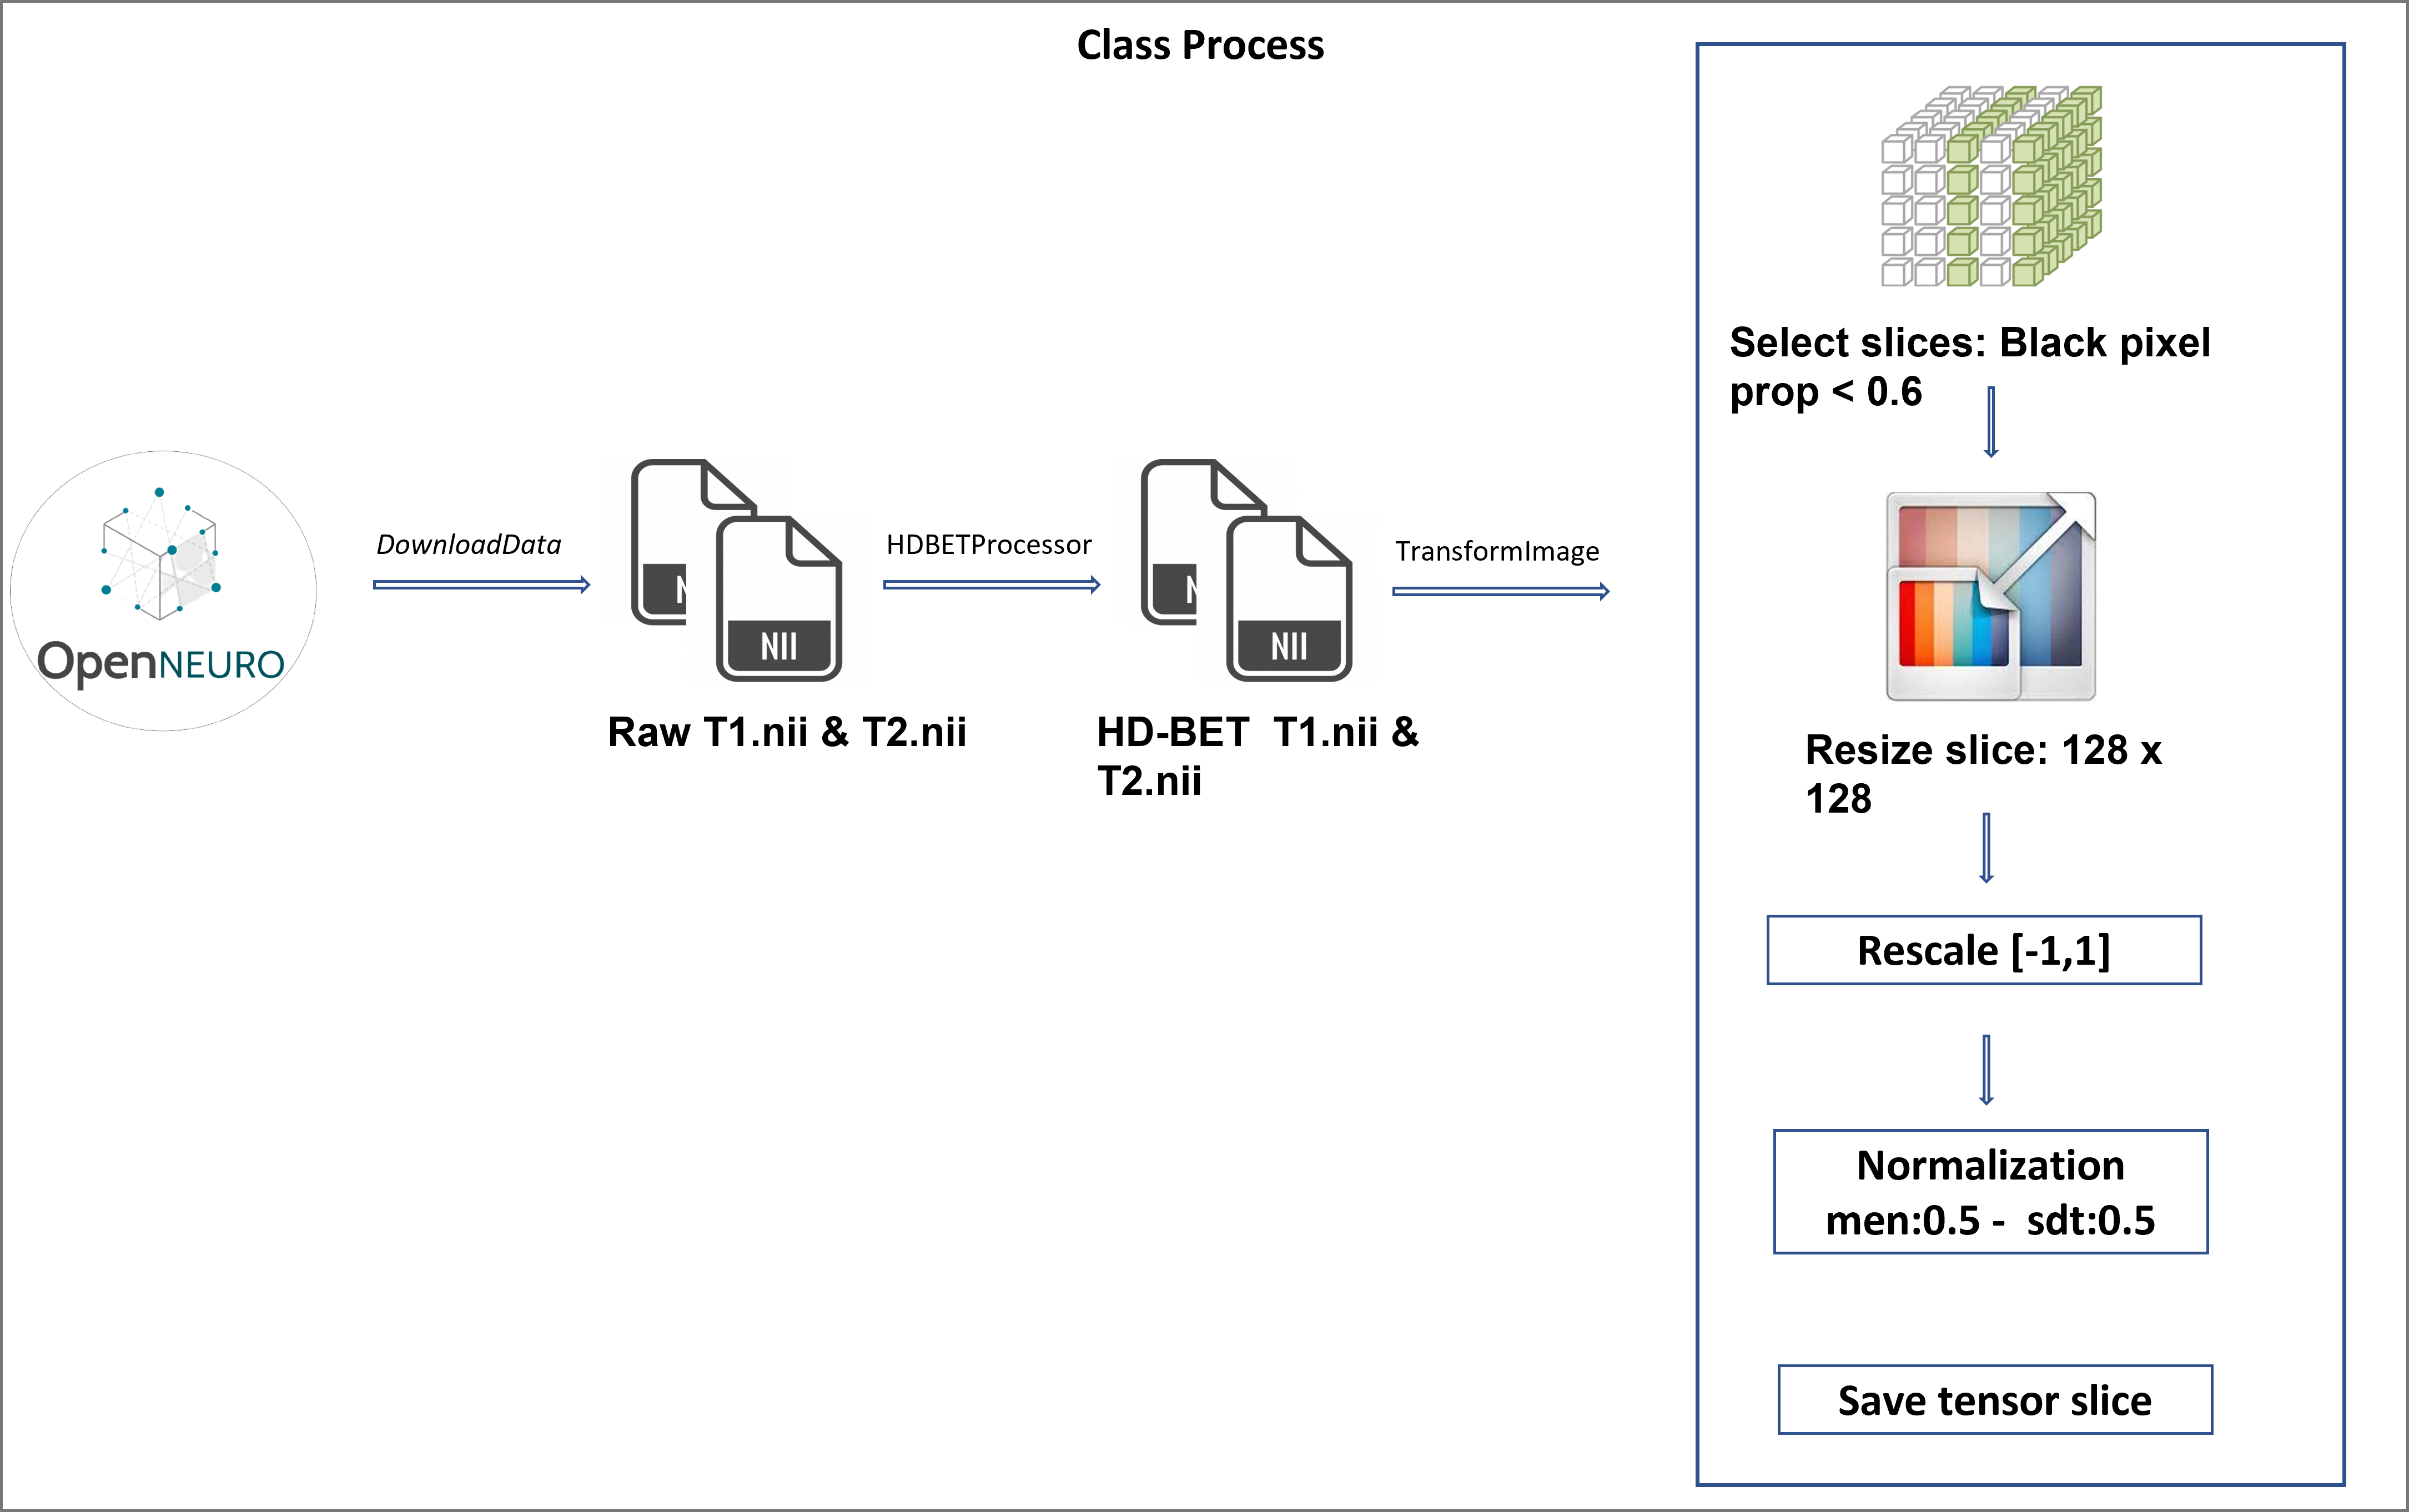 Class Process
OpenNEURO
DownloadData
N
NII
Raw T1.nii & T2.nii
HDBETProcessor
N
NII
HD-BET T1.nii &
T2.nii
TransformImage
Select slices: Black pixel
prop < 0.6
Resize slice: 128 x
128
Rescale [-1,1]
Normalization
men:0.5 - sdt:0.5
Save tensor slice